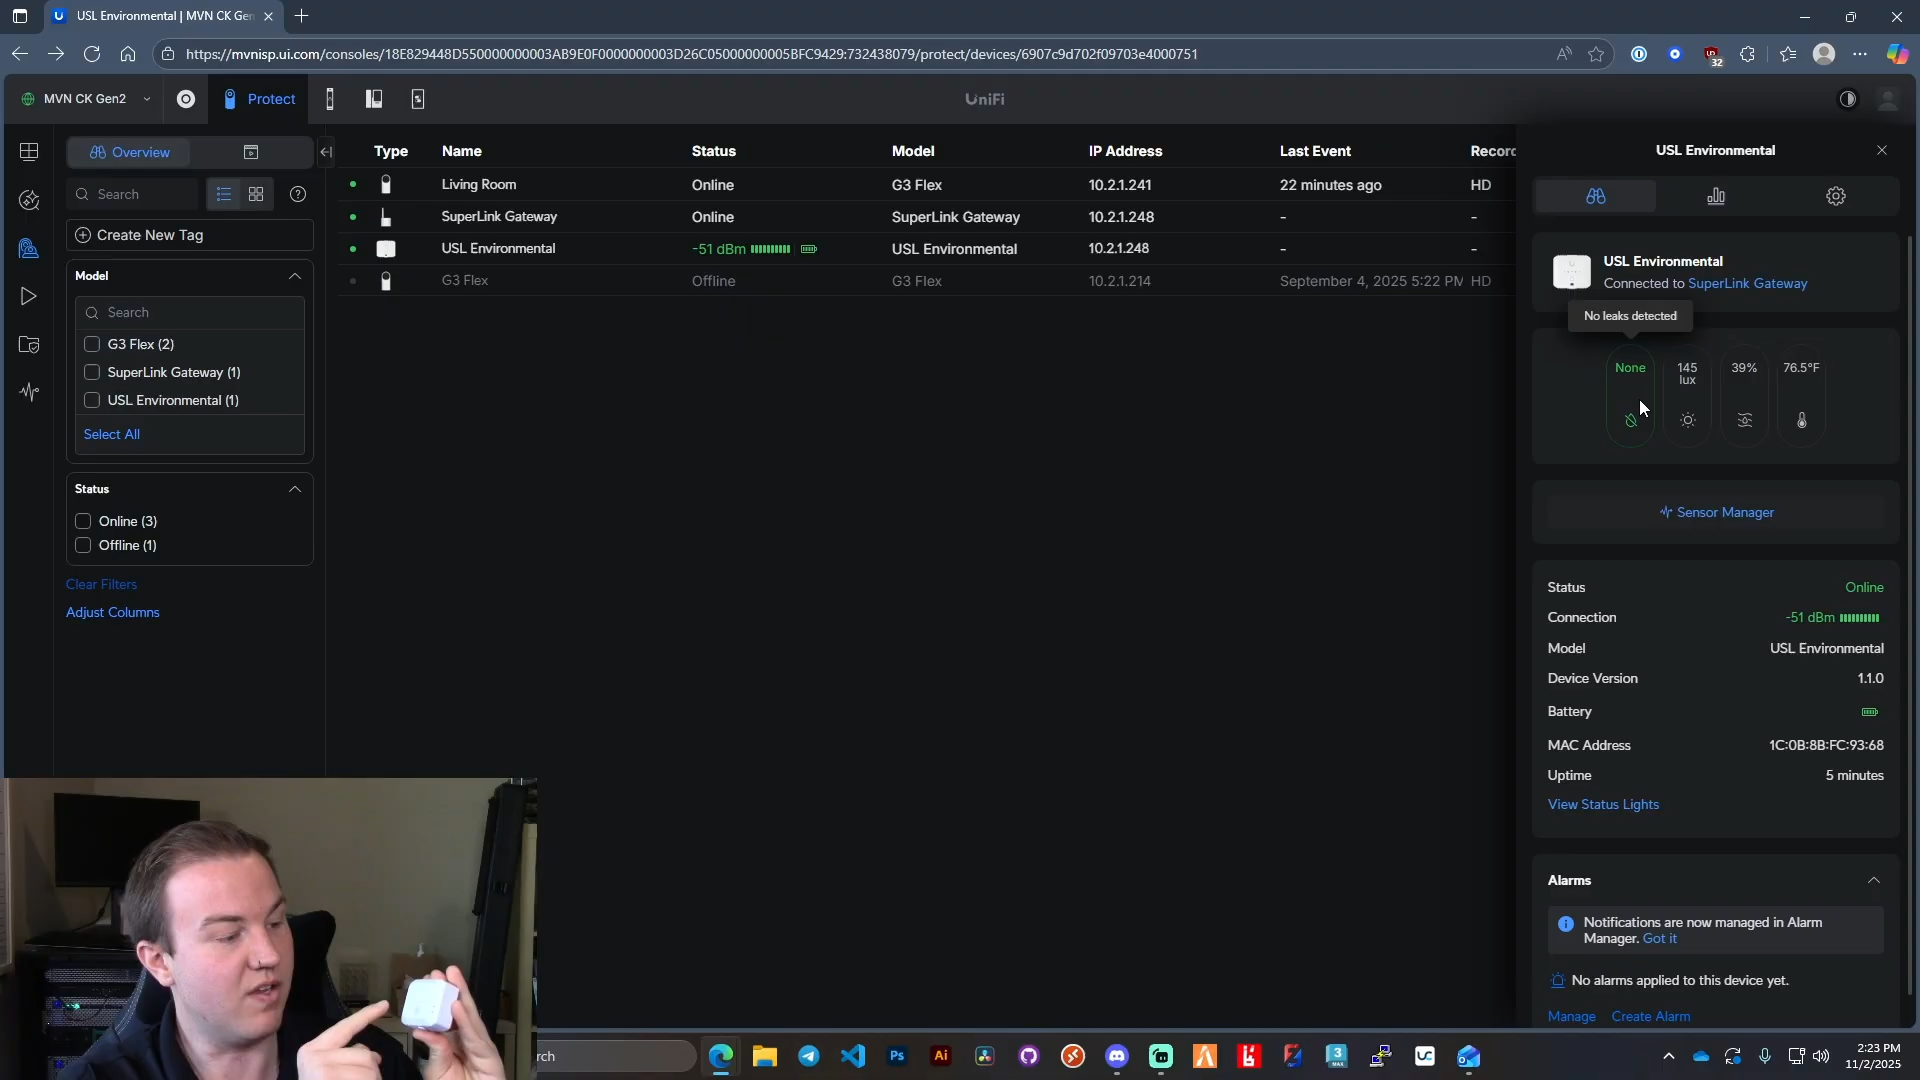 USL Environmental | MVN CK Gen
https://mvnisp.ui.com/consoles/18E829448D550000000003AB9E0F0000000003D26C05000000005BFC9429:732438079/protect/devices/6907c9d702f09703e4000751
32
MVN CK Gen2
Protect
UniFi
Overview
Search
Create New Tag
Model
Search
G3 Flex (2)
SuperLink Gateway (1)
USL Environmental (1)
Select All
Status
Online (3)
Offline (1)
Clear Filters
Adjust Columns
Type Name Status Model IP Address Last Event Record
Living Room Online G3 Flex 10.2.1.241 22 minutes ago HD
SuperLink Gateway Online SuperLink Gateway 10.2.1.248 - -
USL Environmental -51 dBm USL Environmental 10.2.1.248 - -
G3 Flex Offline G3 Flex 10.2.1.214 September 4, 2025 5:22 PM HD
USL Environmental
USL Environmental
Connected to SuperLink Gateway
No leaks detected
None 145 lux 39% 76.5°F
Sensor Manager
Status Online
Connection -51 dBm
Model USL Environmental
Device Version 1.1.0
Battery
MAC Address 1C:0B:8B:FC:93:68
Uptime 5 minutes
View Status Lights
Alarms
Notifications are now managed in Alarm
Manager. Got it
No alarms applied to this device yet.
Manage Create Alarm
rch
Ps
Ai
3
MAX
2:23 PM
11/2/2025